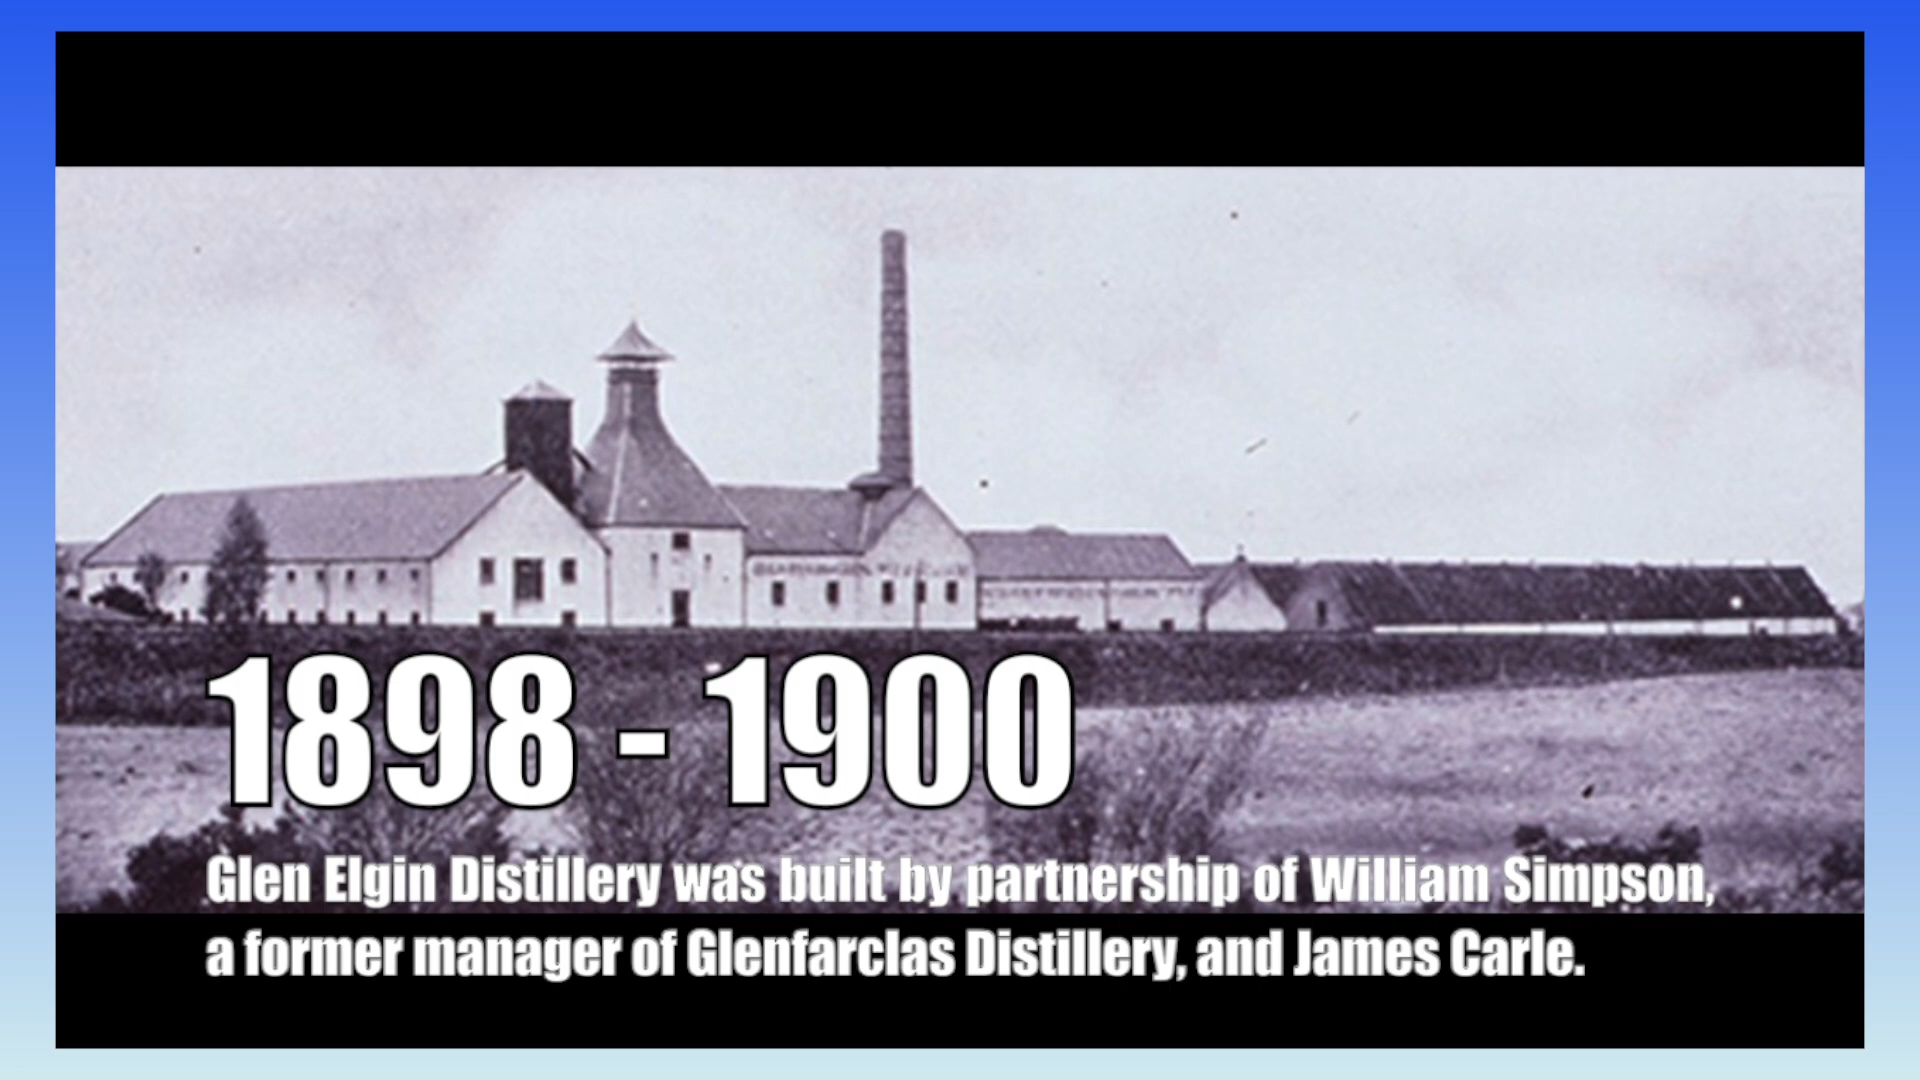 1898 - 1900
Glen Elgin Distillery was built by partnership of William Simpson,
a former manager of Glenfarclas Distillery, and James Carle.